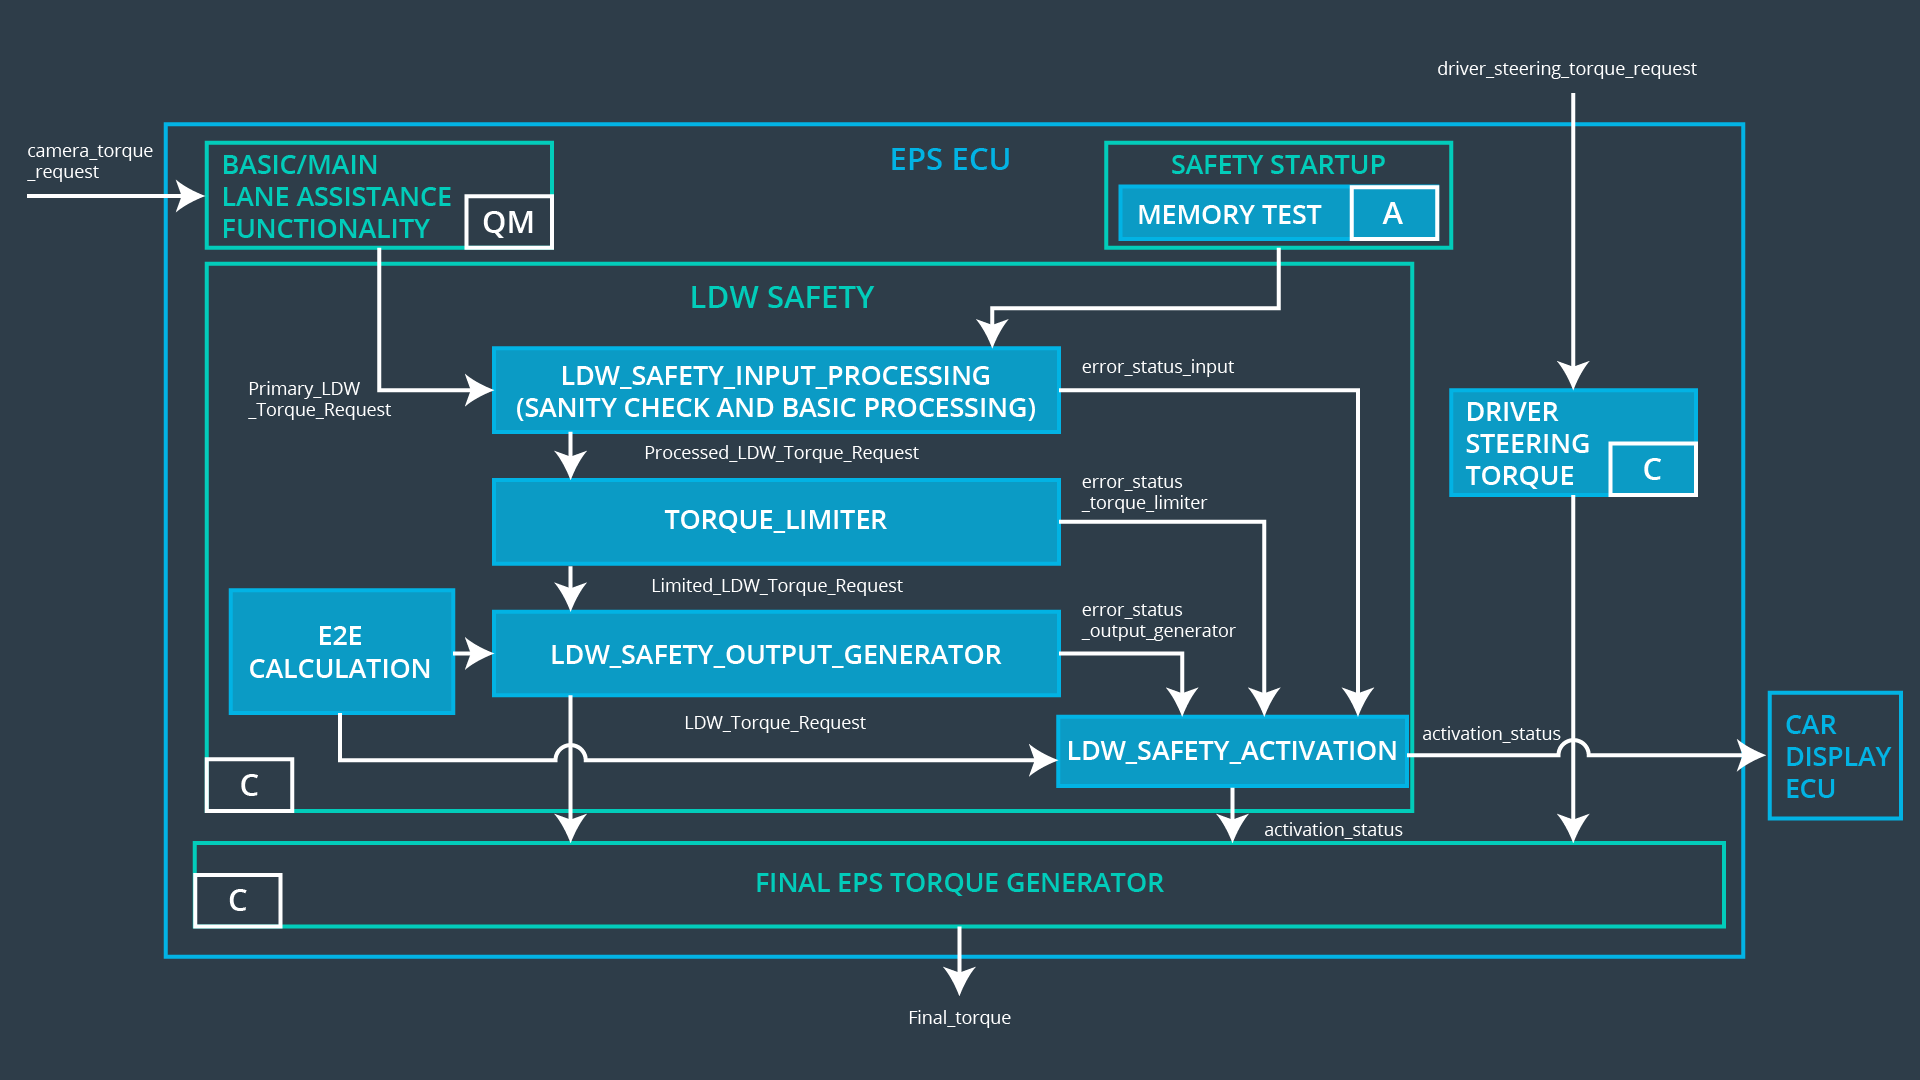 driver_steering_torque_request
camera_torque
_request
BASIC/MAIN
LANE ASSISTANCE
FUNCTIONALITY
QM
EPS ECU
SAFETY STARTUP
MEMORY TEST
A
LDW SAFETY
Primary_LDW
_Torque_Request
LDW_SAFETY_INPUT_PROCESSING
(SANITY CHECK AND BASIC PROCESSING)
error_status_input
DRIVER
STEERING
TORQUE
C
Processed_LDW_Torque_Request
TORQUE_LIMITER
error_status
_torque_limiter
Limited_LDW_Torque_Request
E2E
CALCULATION
LDW_SAFETY_OUTPUT_GENERATOR
error_status
_output_generator
LDW_Torque_Request
LDW_SAFETY_ACTIVATION
activation_status
CAR
DISPLAY
ECU
C
activation_status
FINAL EPS TORQUE GENERATOR
C
Final_torque